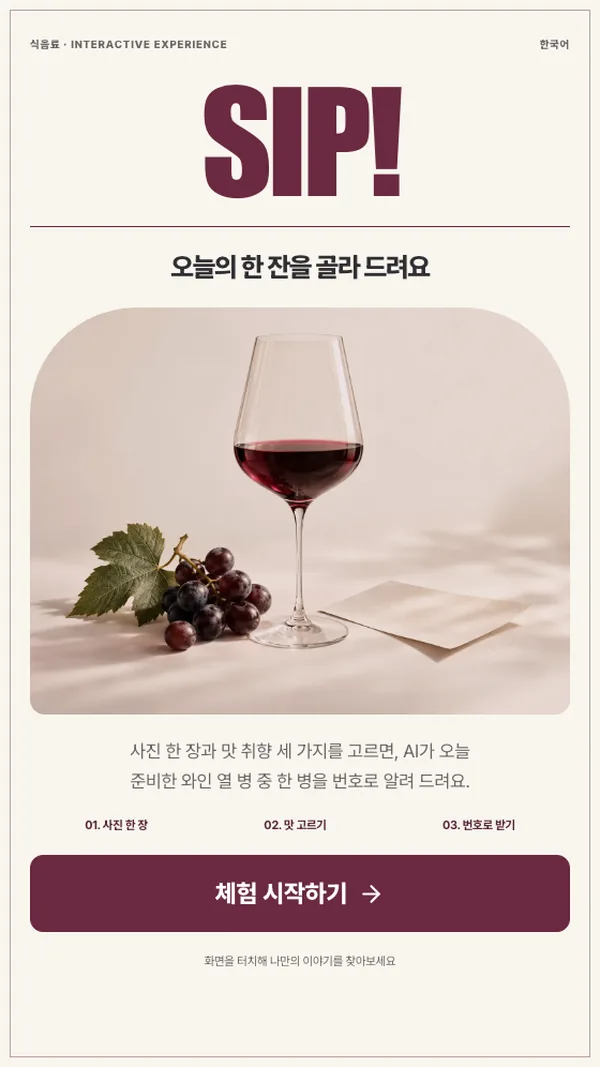 식음료 · INTERACTIVE EXPERIENCE
한국어
SIP!
오늘의 한 잔을 골라 드려요
사진 한 장과 맛 취향 세 가지를 고르면, AI가 오늘
준비한 와인 열 병 중 한 병을 번호로 알려 드려요.
01. 사진 한 장
02. 맛 고르기
03. 번호로 받기
체험 시작하기 →
화면을 터치해 나만의 이야기를 찾아보세요